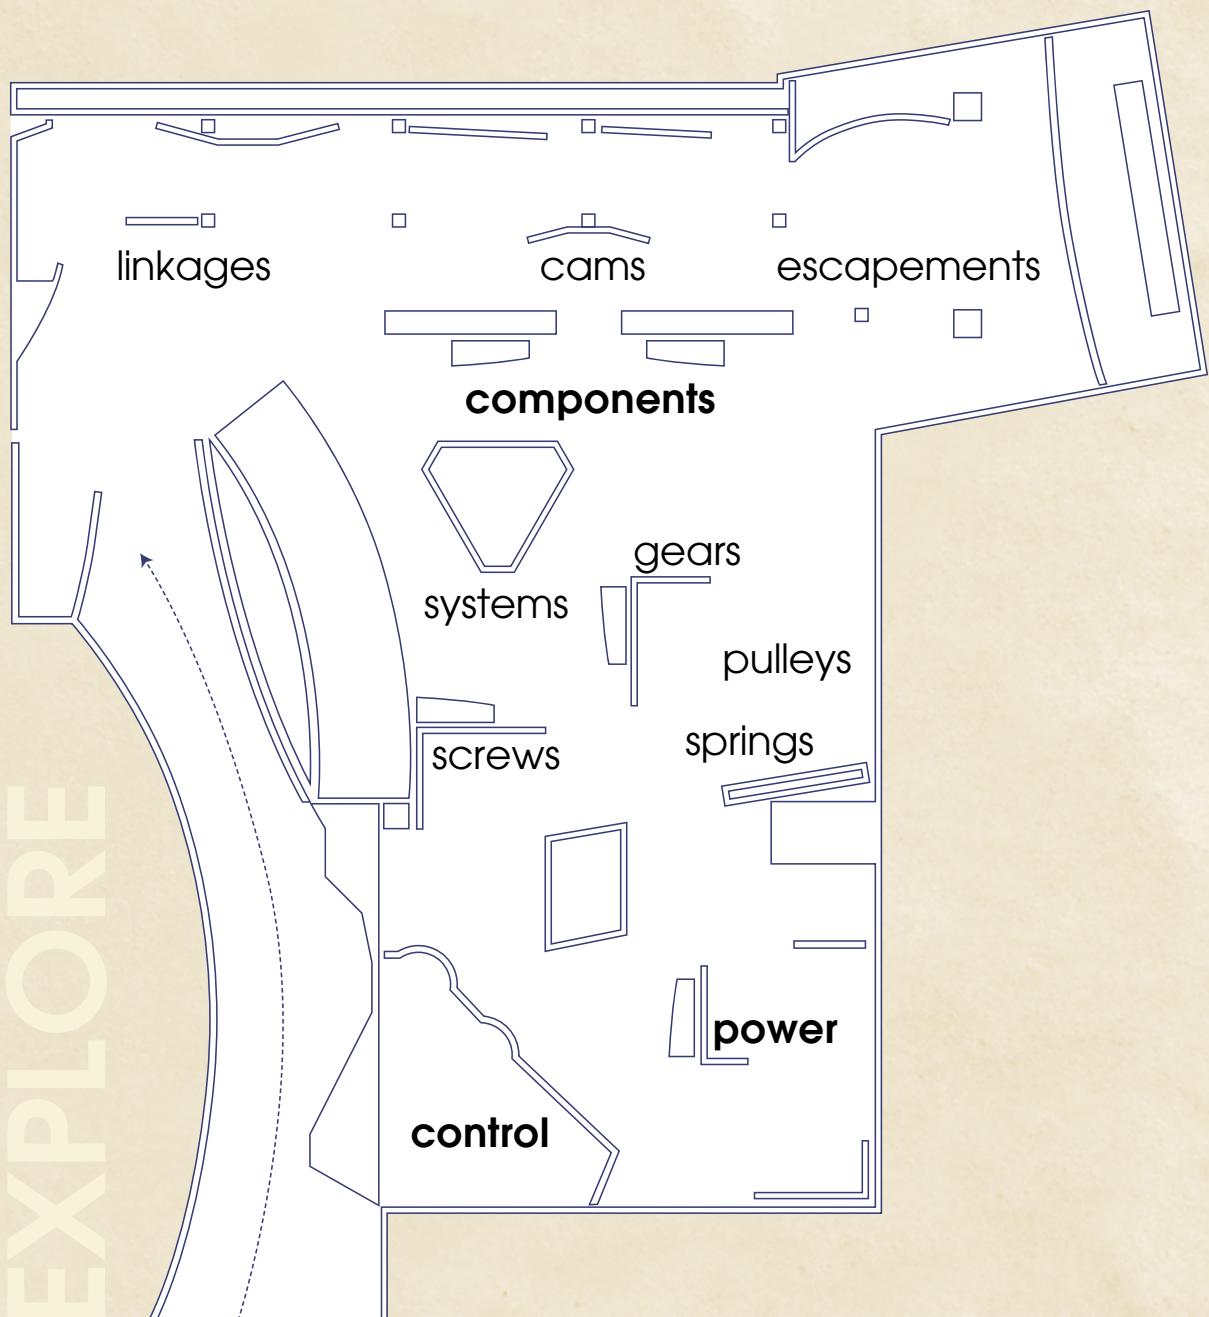 linkages
cams
escapements
components
gears
systems
pulleys
springs
screws
power
control
EXPLORE